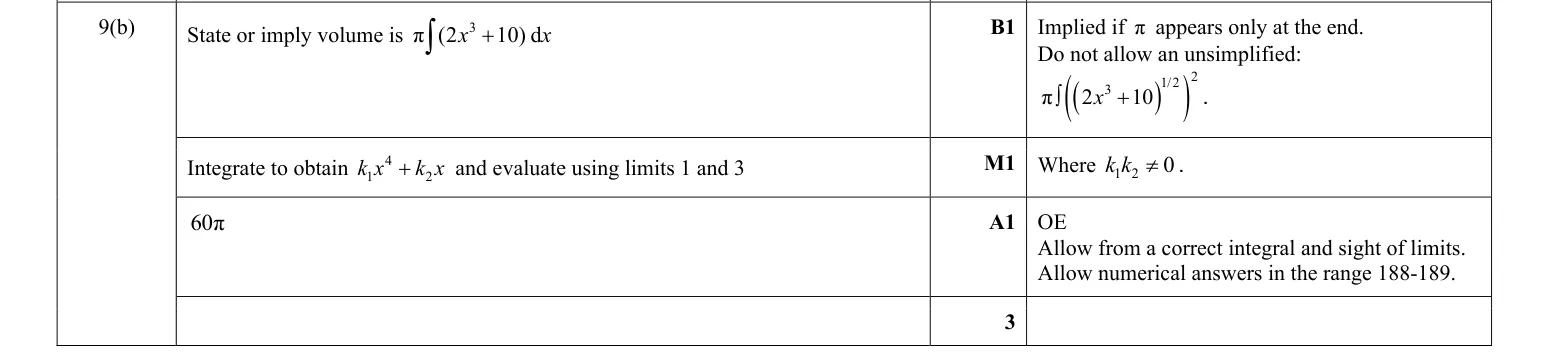 9(b)
State or imply volume is π∫(2x³ + 10) dx
B1
Implied if π appears only at the end.
Do not allow an unsimplified:
π∫((2x³ + 10)^{1/2})².
Integrate to obtain k₁x⁴ + k₂x and evaluate using limits 1 and 3
M1
Where k₁k₂ ≠ 0.
60π
A1
OE
Allow from a correct integral and sight of limits.
Allow numerical answers in the range 188-189.
3